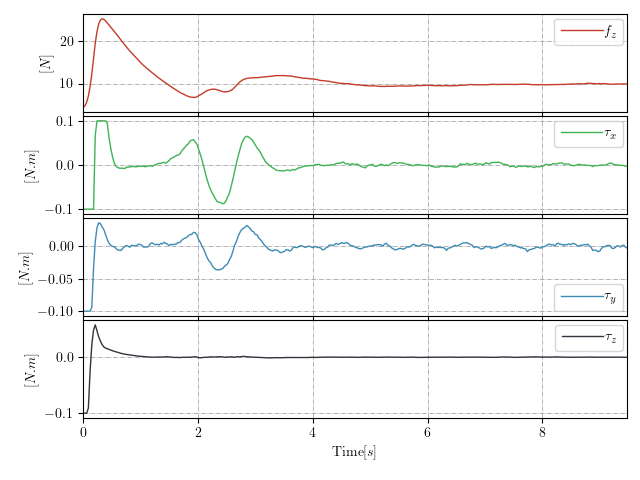 20
10
[N]
f_z
0.1
0.0
−0.1
[N.m]
τ_x
0.00
−0.05
−0.10
[N.m]
τ_y
0.0
−0.1
[N.m]
τ_z
0 2 4 6 8
Time[s]